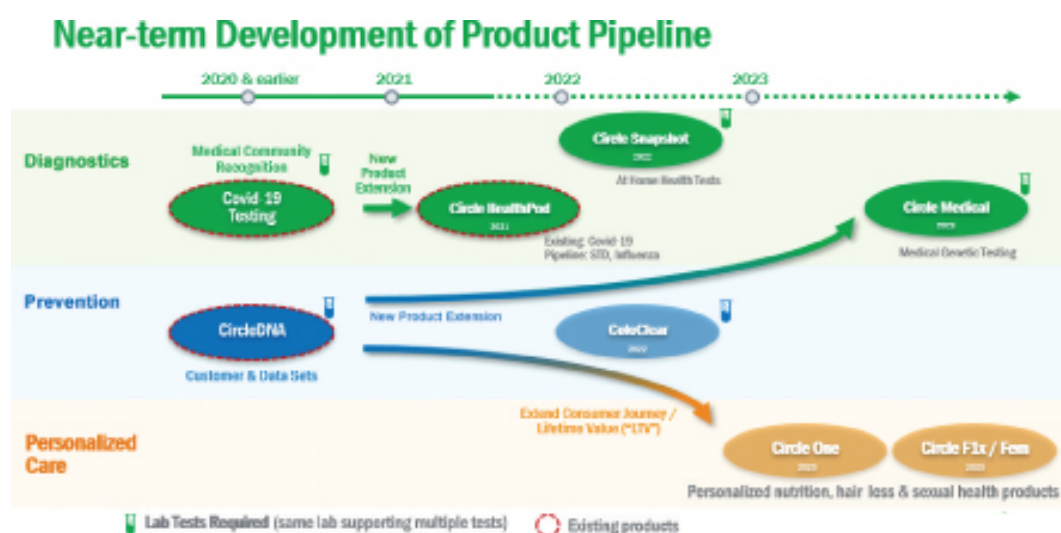 Near-term Development of Product Pipeline
2020 & earlier
2021
2022
2023
Diagnostics
Medical Community
Recognition
Covid-19
Testing
New
Product
Extension
Circle HealthPod
2021
Existing: Covid-19
Pipeline: STD, Influenza
Circle Snapshot
2022
At Home Health Tests
Circle Medical
2023
Medical Genetic Testing
Prevention
CircleDNA
Customer & Data Sets
New Product Extension
ColoClear
2022
Personalized
Care
Extend Consumer Journey /
Lifetime Value ("LTV")
Circle One
2023
Circle F1x / Fem
2023
Personalized nutrition, hair loss & sexual health products
Lab Tests Required (same lab supporting multiple tests)
Existing products